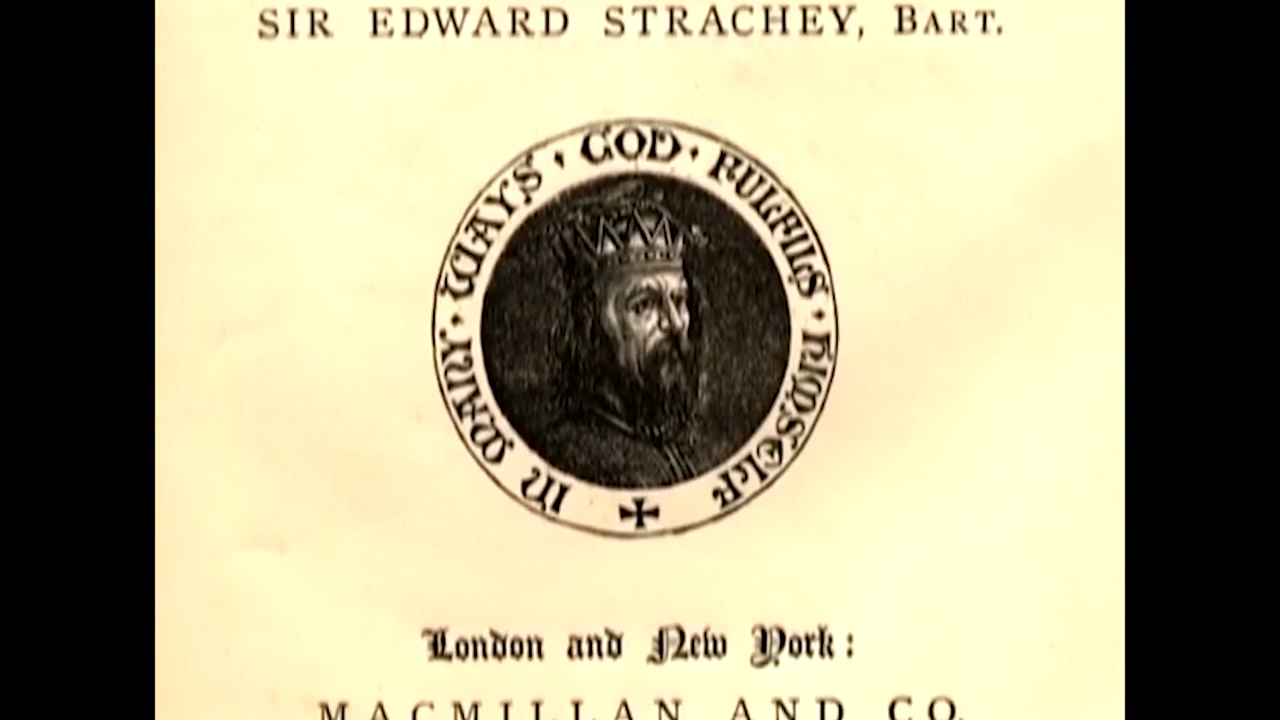 SIR EDWARD STRACHEY, BART.
IN MANY · WAYS · GOD · FULFILS · HIMSELF ✠
London and New York:
MACMILLAN AND CO.